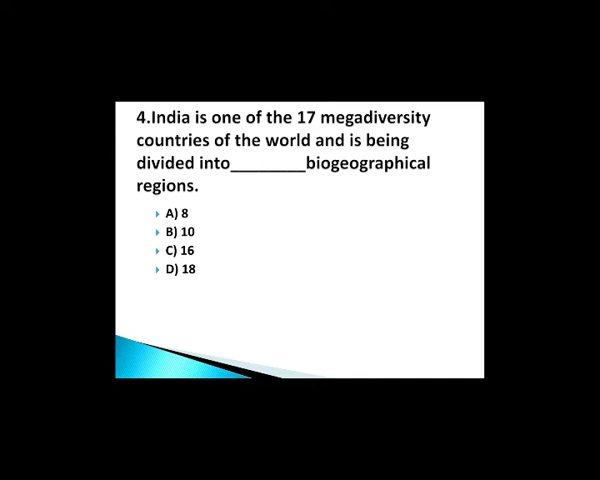 4.India is one of the 17 megadiversity
countries of the world and is being
divided into________biogeographical
regions.
A) 8
B) 10
C) 16
D) 18